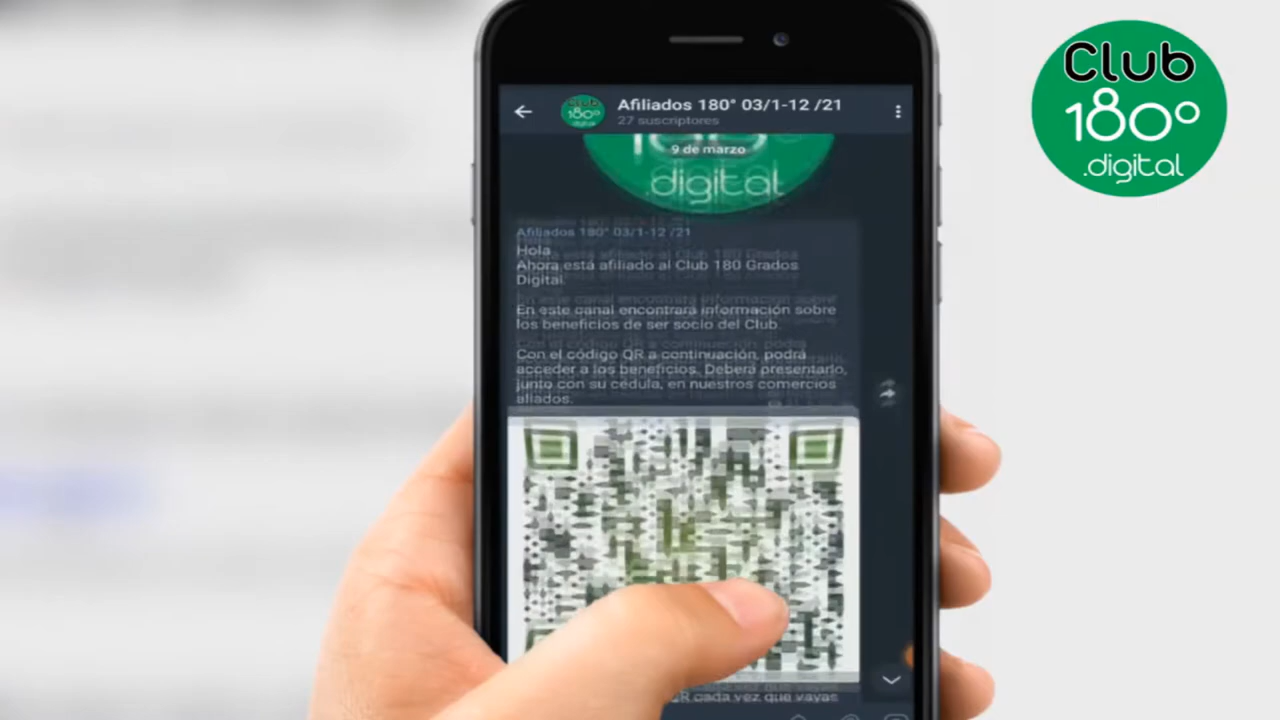 Club
180°
.digital
Afiliados 180° 03/1-12 /21
27 suscriptores
Club
180°
digital
9 de marzo
.digital
Afiliados 180° 03/1-12 /21
Hola
Ahora está afiliado al Club 180 Grados
Digital.
En este canal encontrará información sobre
los beneficios de ser socio del Club.
Con el código QR a continuación, podrá
acceder a los beneficios. Deberá presentarlo,
junto con su cédula, en nuestros comercios
aliados.
QR cada vez que vayas